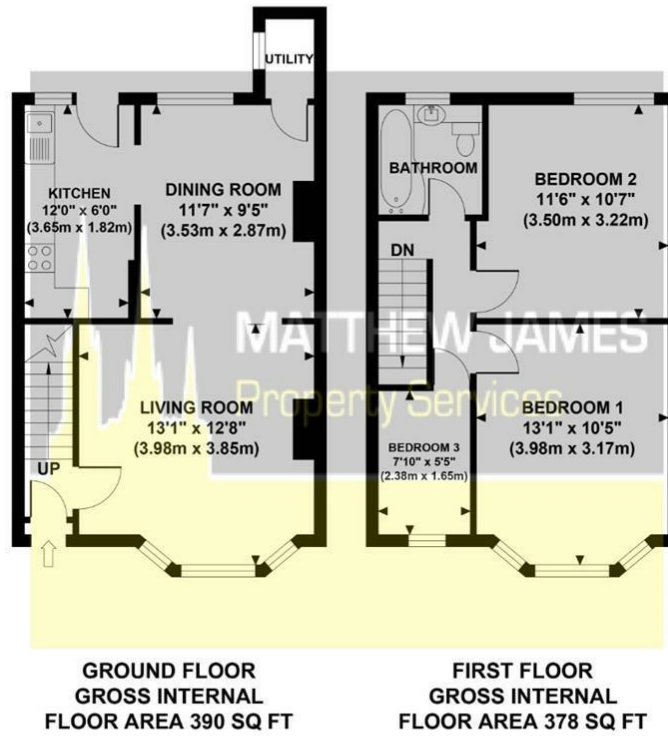 UTILITY
KITCHEN
12'0" x 6'0"
(3.65m x 1.82m)
DINING ROOM
11'7" x 9'5"
(3.53m x 2.87m)
LIVING ROOM
13'1" x 12'8"
(3.98m x 3.85m)
UP
BATHROOM
BEDROOM 2
11'6" x 10'7"
(3.50m x 3.22m)
DN
BEDROOM 1
13'1" x 10'5"
(3.98m x 3.17m)
BEDROOM 3
7'10" x 5'5"
(2.38m x 1.65m)
MATTHEW JAMES
Property Services
GROUND FLOOR
GROSS INTERNAL
FLOOR AREA 390 SQ FT
FIRST FLOOR
GROSS INTERNAL
FLOOR AREA 378 SQ FT